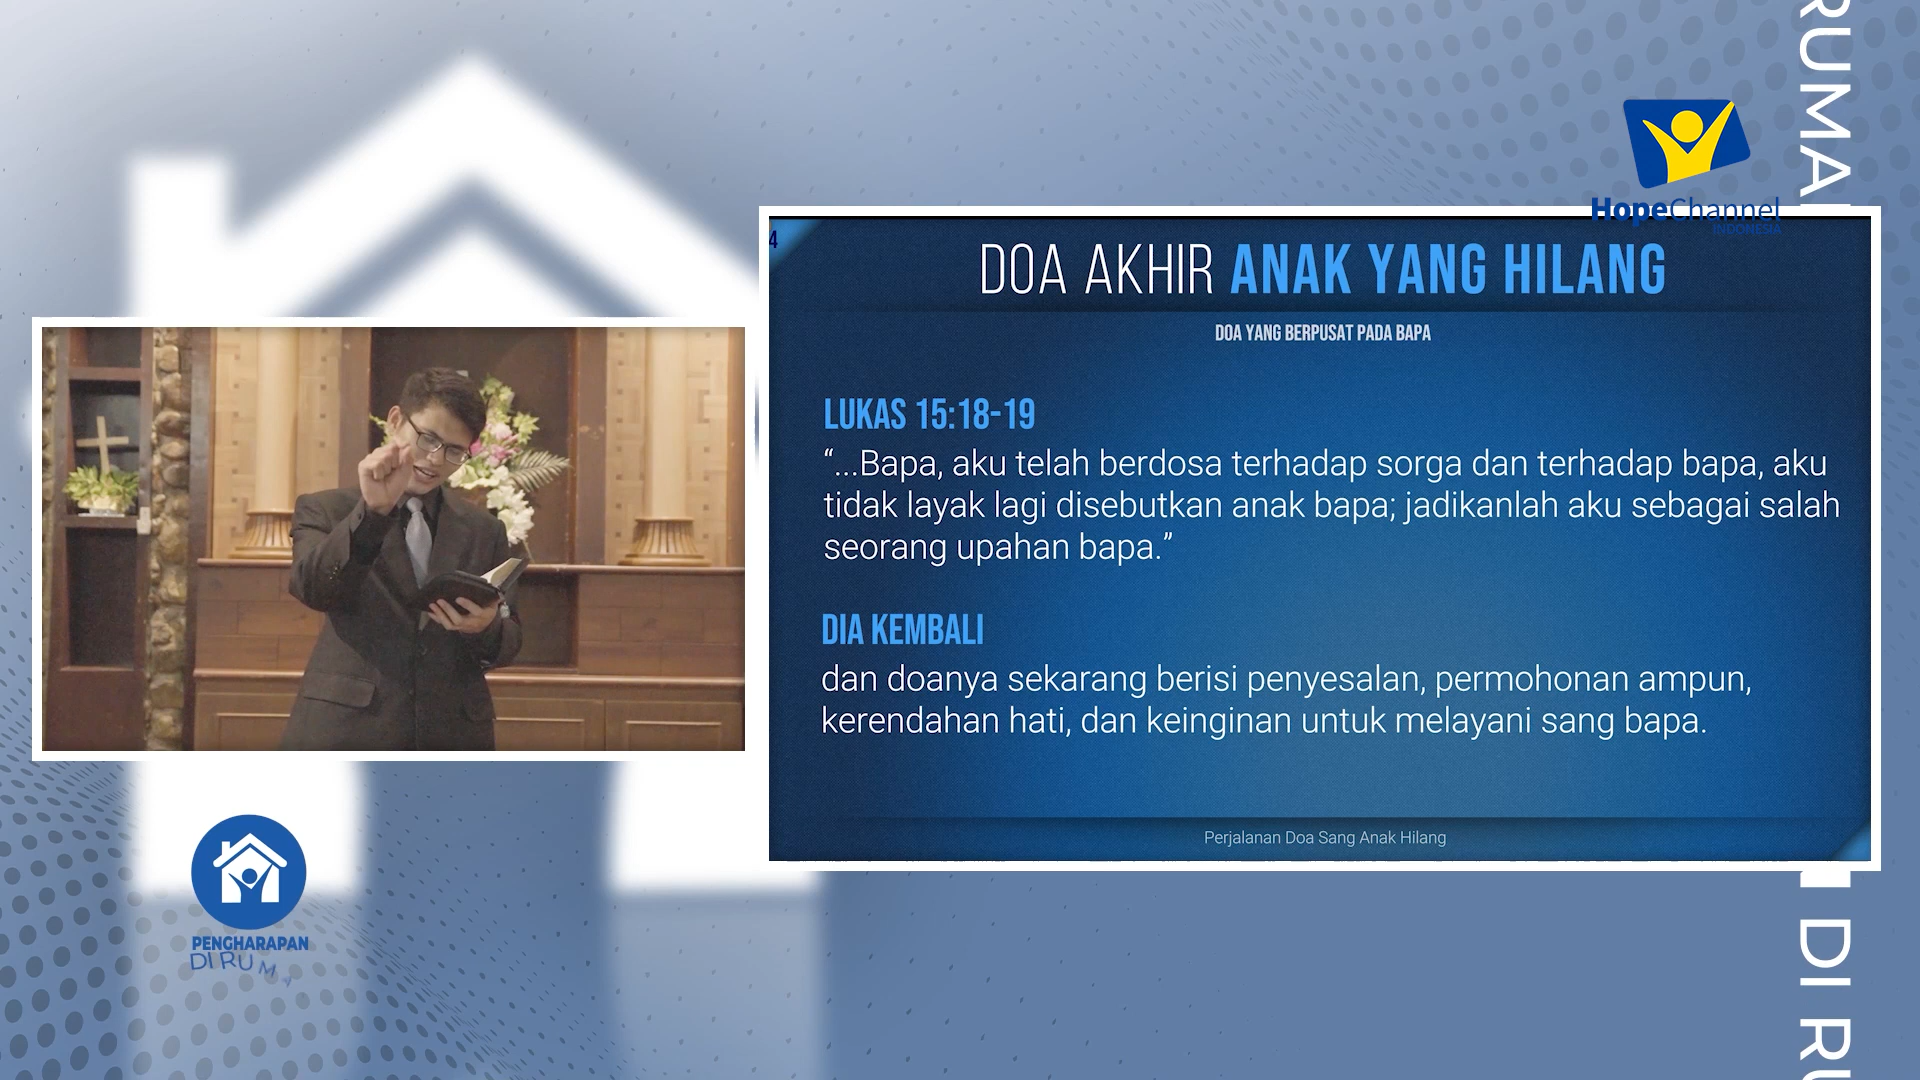 RUMAH
HopeChannel
INDONESIA
4
DOA AKHIR ANAK YANG HILANG
DOA YANG BERPUSAT PADA BAPA
LUKAS 15:18-19
“...Bapa, aku telah berdosa terhadap sorga dan terhadap bapa, aku
tidak layak lagi disebutkan anak bapa; jadikanlah aku sebagai salah
seorang upahan bapa.”
DIA KEMBALI
dan doanya sekarang berisi penyesalan, permohonan ampun,
kerendahan hati, dan keinginan untuk melayani sang bapa.
Perjalanan Doa Sang Anak Hilang
PENGHARAPAN
DI RUM
DI RU